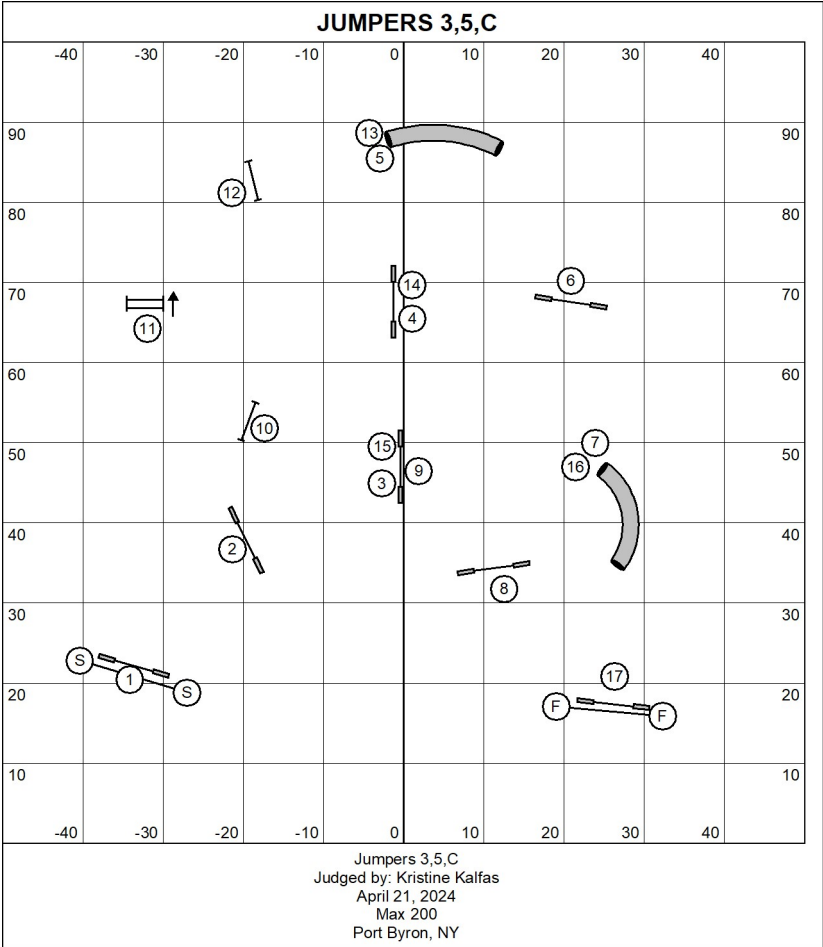 JUMPERS 3,5,C
-40 -30 -20 -10 0 10 20 30 40
90 13 5 90
12
80 80
6
70 14 70
11 4
60 60
10 7
50 15 9 16 50
3
40 2 40
8
30 30
S 1 17
20 S F F 20
10 10
-40 -30 -20 -10 0 10 20 30 40
Jumpers 3,5,C
Judged by: Kristine Kalfas
April 21, 2024
Max 200
Port Byron, NY